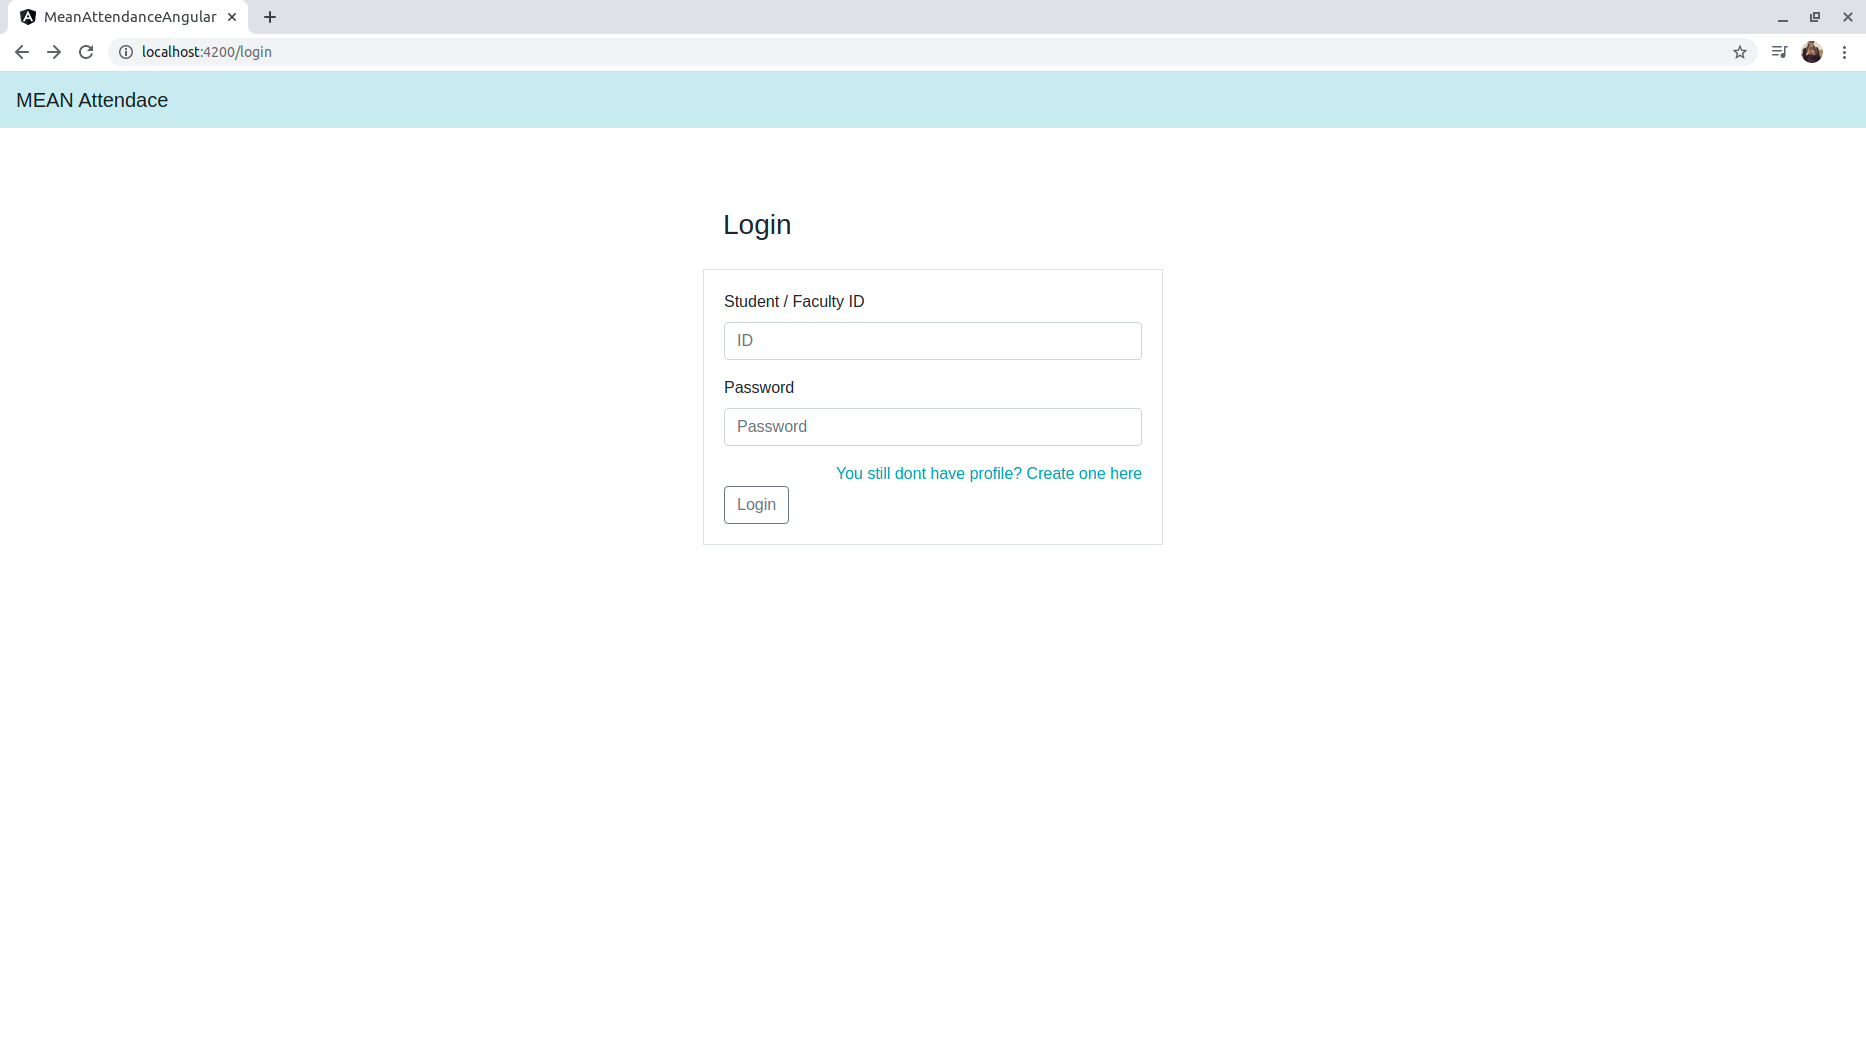 MeanAttendanceAngular
localhost:4200/login
MEAN Attendace
Login
Student / Faculty ID
ID
Password
Password
You still dont have profile? Create one here
Login